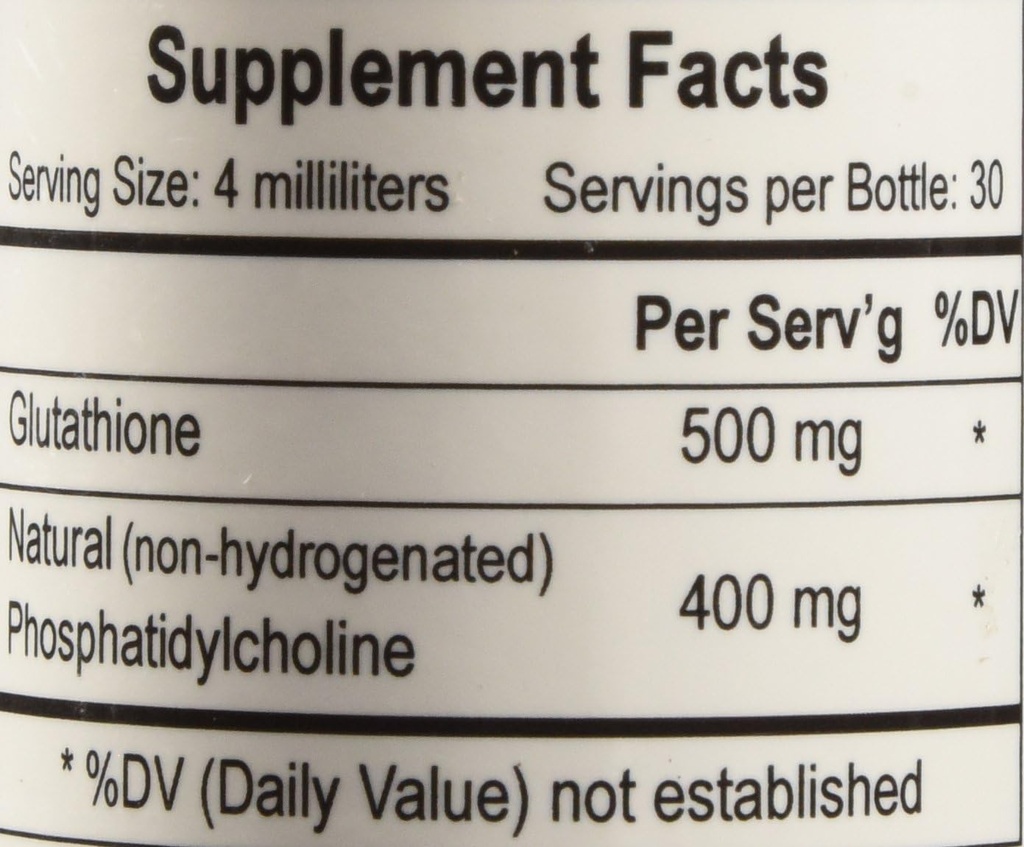 Supplement Facts
Serving Size: 4 milliliters Servings per Bottle: 30
Per Serv'g %DV
Glutathione 500 mg *
Natural (non-hydrogenated)
Phosphatidylcholine 400 mg *
* %DV (Daily Value) not established